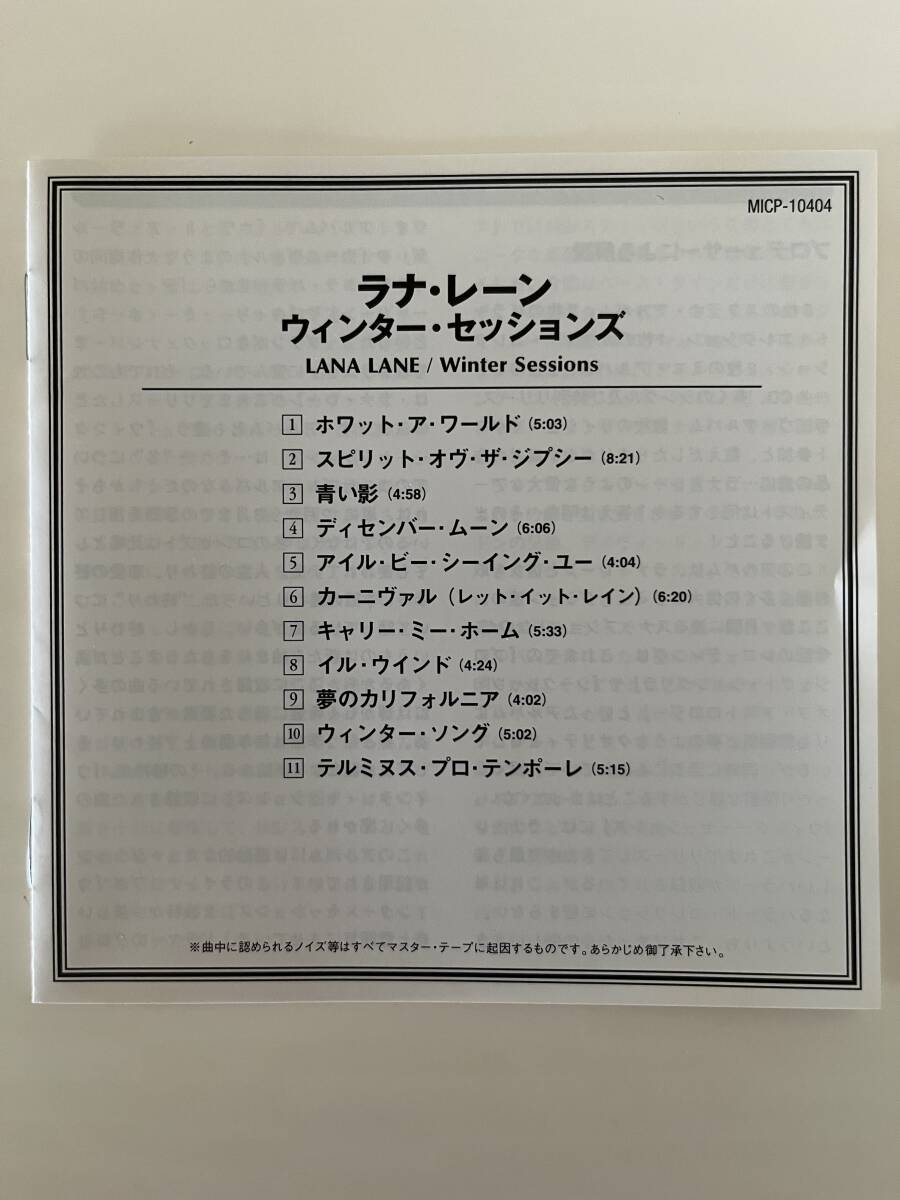 MICP-10404
ラナ・レーン
ウィンター・セッションズ
LANA LANE / Winter Sessions
1 ホワット・ア・ワールド (5:03)
2 スピリット・オヴ・ザ・ジプシー (8:21)
3 青い影 (4:58)
4 ディセンバー・ムーン (6:06)
5 アイル・ビー・シーイング・ユー (4:04)
6 カーニヴァル (レット・イット・レイン) (6:20)
7 キャリー・ミー・ホーム (5:33)
8 イル・ウインド (4:24)
9 夢のカリフォルニア (4:02)
10 ウィンター・ソング (5:02)
11 テルミヌス・プロ・テンポーレ (5:15)
※曲中に認められるノイズ等はすべてマスター・テープに起因するものです。あらかじめ御了承下さい。